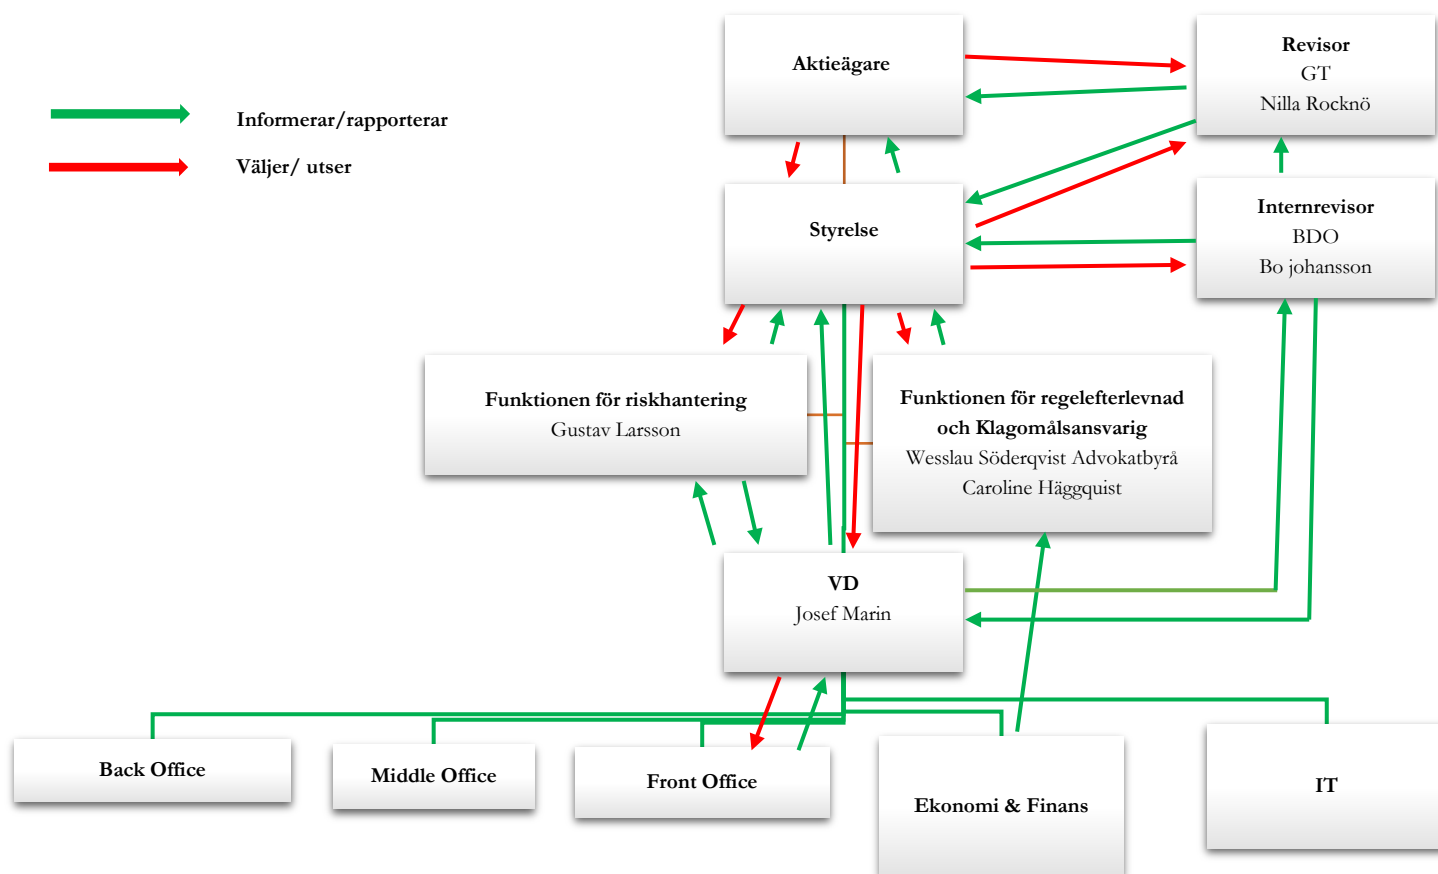 Informerar/rapporterar
Väljer/ utser
Aktieägare
Revisor
GT
Nilla Rocknö
Styrelse
Internrevisor
BDO
Bo johansson
Funktionen för riskhantering
Gustav Larsson
Funktionen för regelefterlevnad
och Klagomålsansvarig
Wesslau Söderqvist Advokatbyrå
Caroline Häggquist
VD
Josef Marin
Back Office
Middle Office
Front Office
Ekonomi & Finans
IT